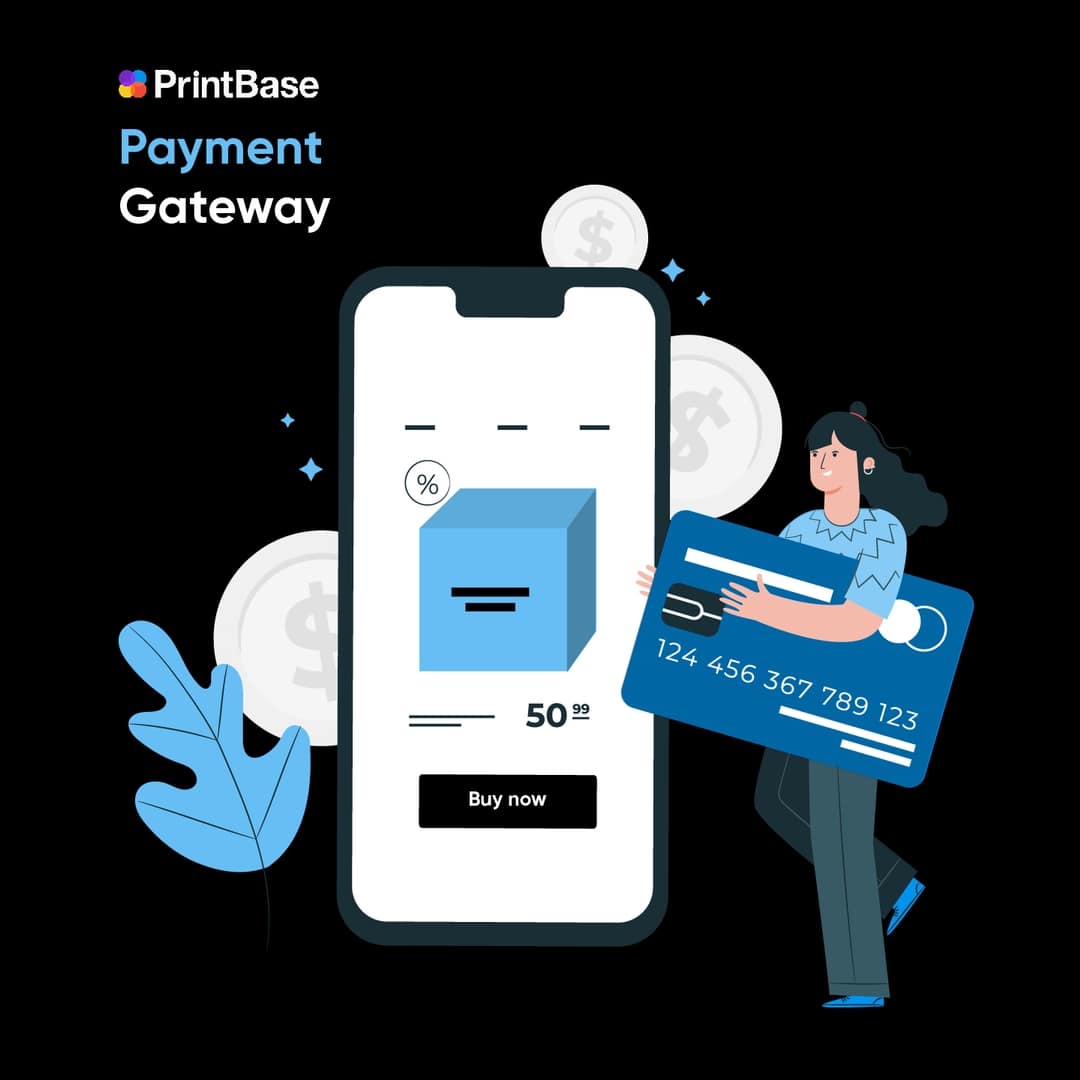 PrintBase
Payment
Gateway
$
$
%
$
50 99
Buy now
124 456 367 789 123